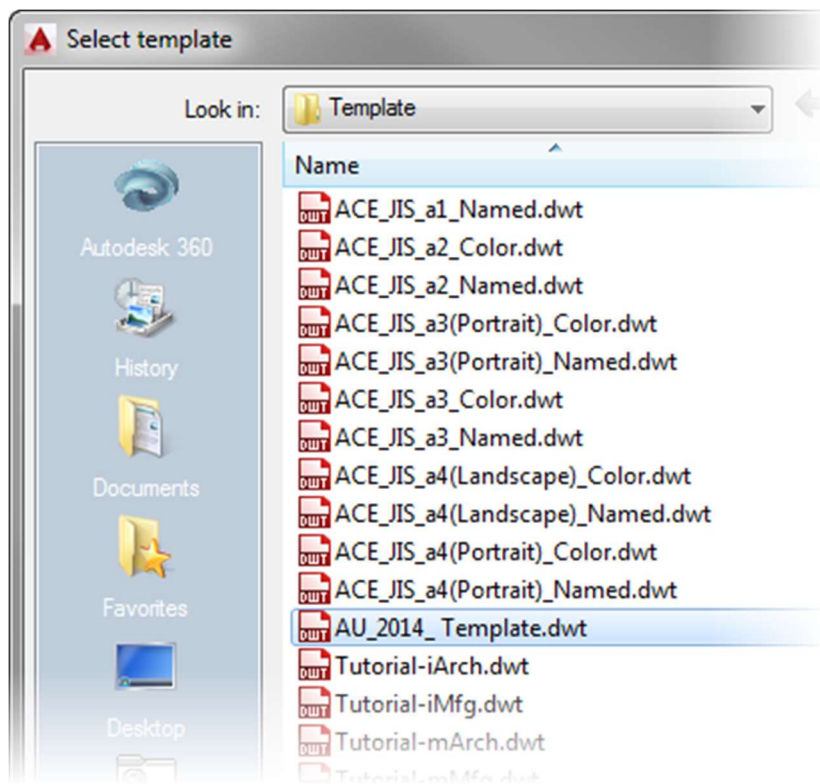 Select template
Look in: Template
Autodesk 360
History
Documents
Favorites
Desktop
Name
ACE_JIS_a1_Named.dwt
ACE_JIS_a2_Color.dwt
ACE_JIS_a2_Named.dwt
ACE_JIS_a3(Portrait)_Color.dwt
ACE_JIS_a3(Portrait)_Named.dwt
ACE_JIS_a3_Color.dwt
ACE_JIS_a3_Named.dwt
ACE_JIS_a4(Landscape)_Color.dwt
ACE_JIS_a4(Landscape)_Named.dwt
ACE_JIS_a4(Portrait)_Color.dwt
ACE_JIS_a4(Portrait)_Named.dwt
AU_2014_ Template.dwt
Tutorial-iArch.dwt
Tutorial-iMfg.dwt
Tutorial-mArch.dwt
Tutorial-mMfg.dwt